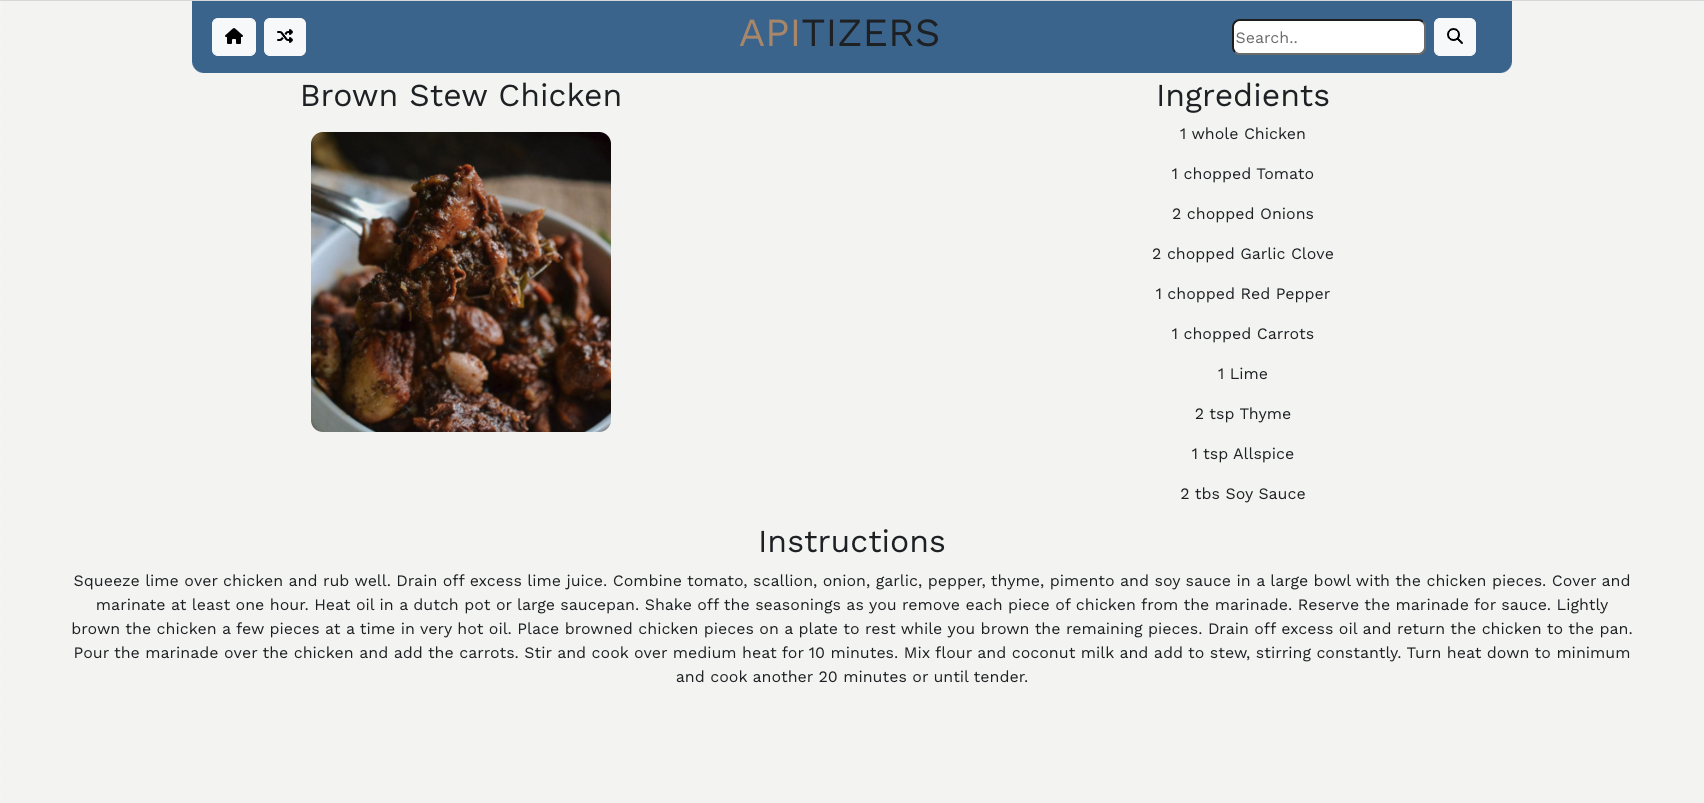 APITIZERS
Search..
Brown Stew Chicken
Ingredients
1 whole Chicken
1 chopped Tomato
2 chopped Onions
2 chopped Garlic Clove
1 chopped Red Pepper
1 chopped Carrots
1 Lime
2 tsp Thyme
1 tsp Allspice
2 tbs Soy Sauce
Instructions
Squeeze lime over chicken and rub well. Drain off excess lime juice. Combine tomato, scallion, onion, garlic, pepper, thyme, pimento and soy sauce in a large bowl with the chicken pieces. Cover and
marinate at least one hour. Heat oil in a dutch pot or large saucepan. Shake off the seasonings as you remove each piece of chicken from the marinade. Reserve the marinade for sauce. Lightly
brown the chicken a few pieces at a time in very hot oil. Place browned chicken pieces on a plate to rest while you brown the remaining pieces. Drain off excess oil and return the chicken to the pan.
Pour the marinade over the chicken and add the carrots. Stir and cook over medium heat for 10 minutes. Mix flour and coconut milk and add to stew, stirring constantly. Turn heat down to minimum
and cook another 20 minutes or until tender.